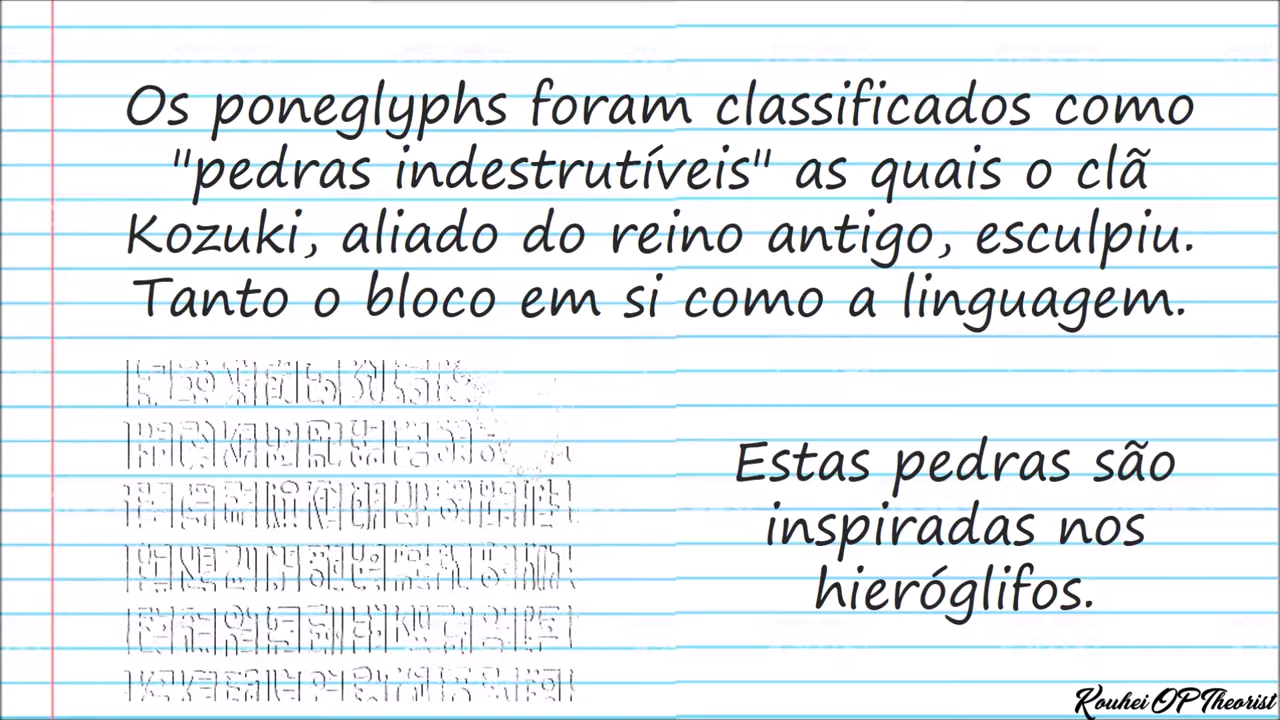 Os poneglyphs foram classificados como
"pedras indestrutíveis" as quais o clã
Kozuki, aliado do reino antigo, esculpiu.
Tanto o bloco em si como a linguagem.
Estas pedras são
inspiradas nos
hieróglifos.
Rouhei OP Theorist